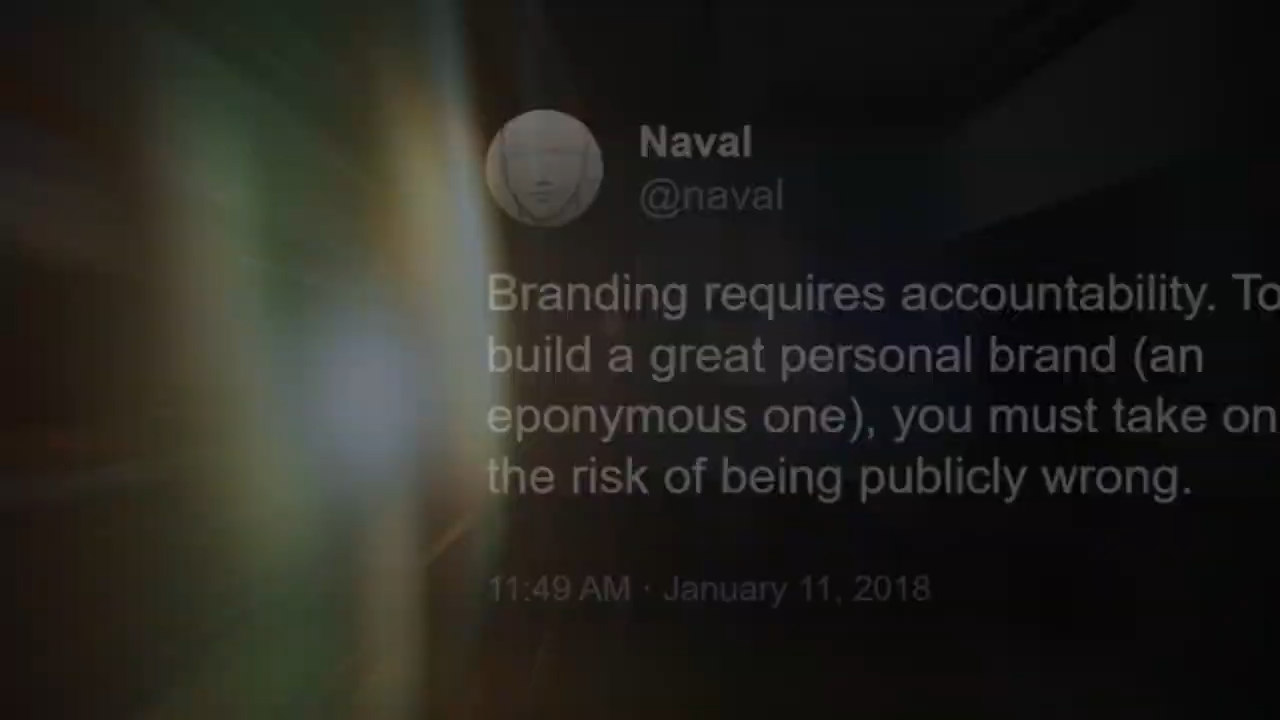 Naval
@naval
Branding requires accountability. To
build a great personal brand (an
eponymous one), you must take on
the risk of being publicly wrong.
11:49 AM · January 11, 2018